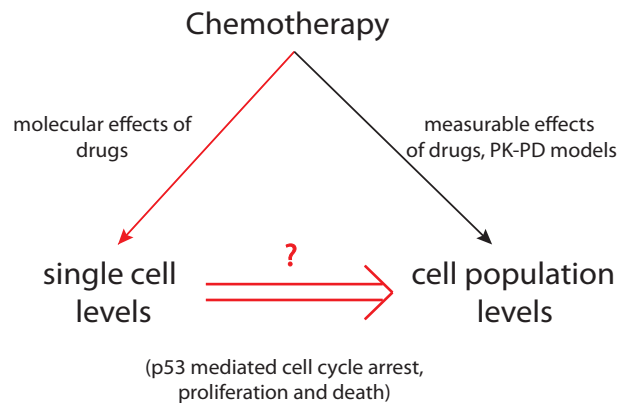 Chemotherapy
molecular effects of
drugs
measurable effects
of drugs, PK-PD models
?
single cell
levels
cell population
levels
(p53 mediated cell cycle arrest,
proliferation and death)